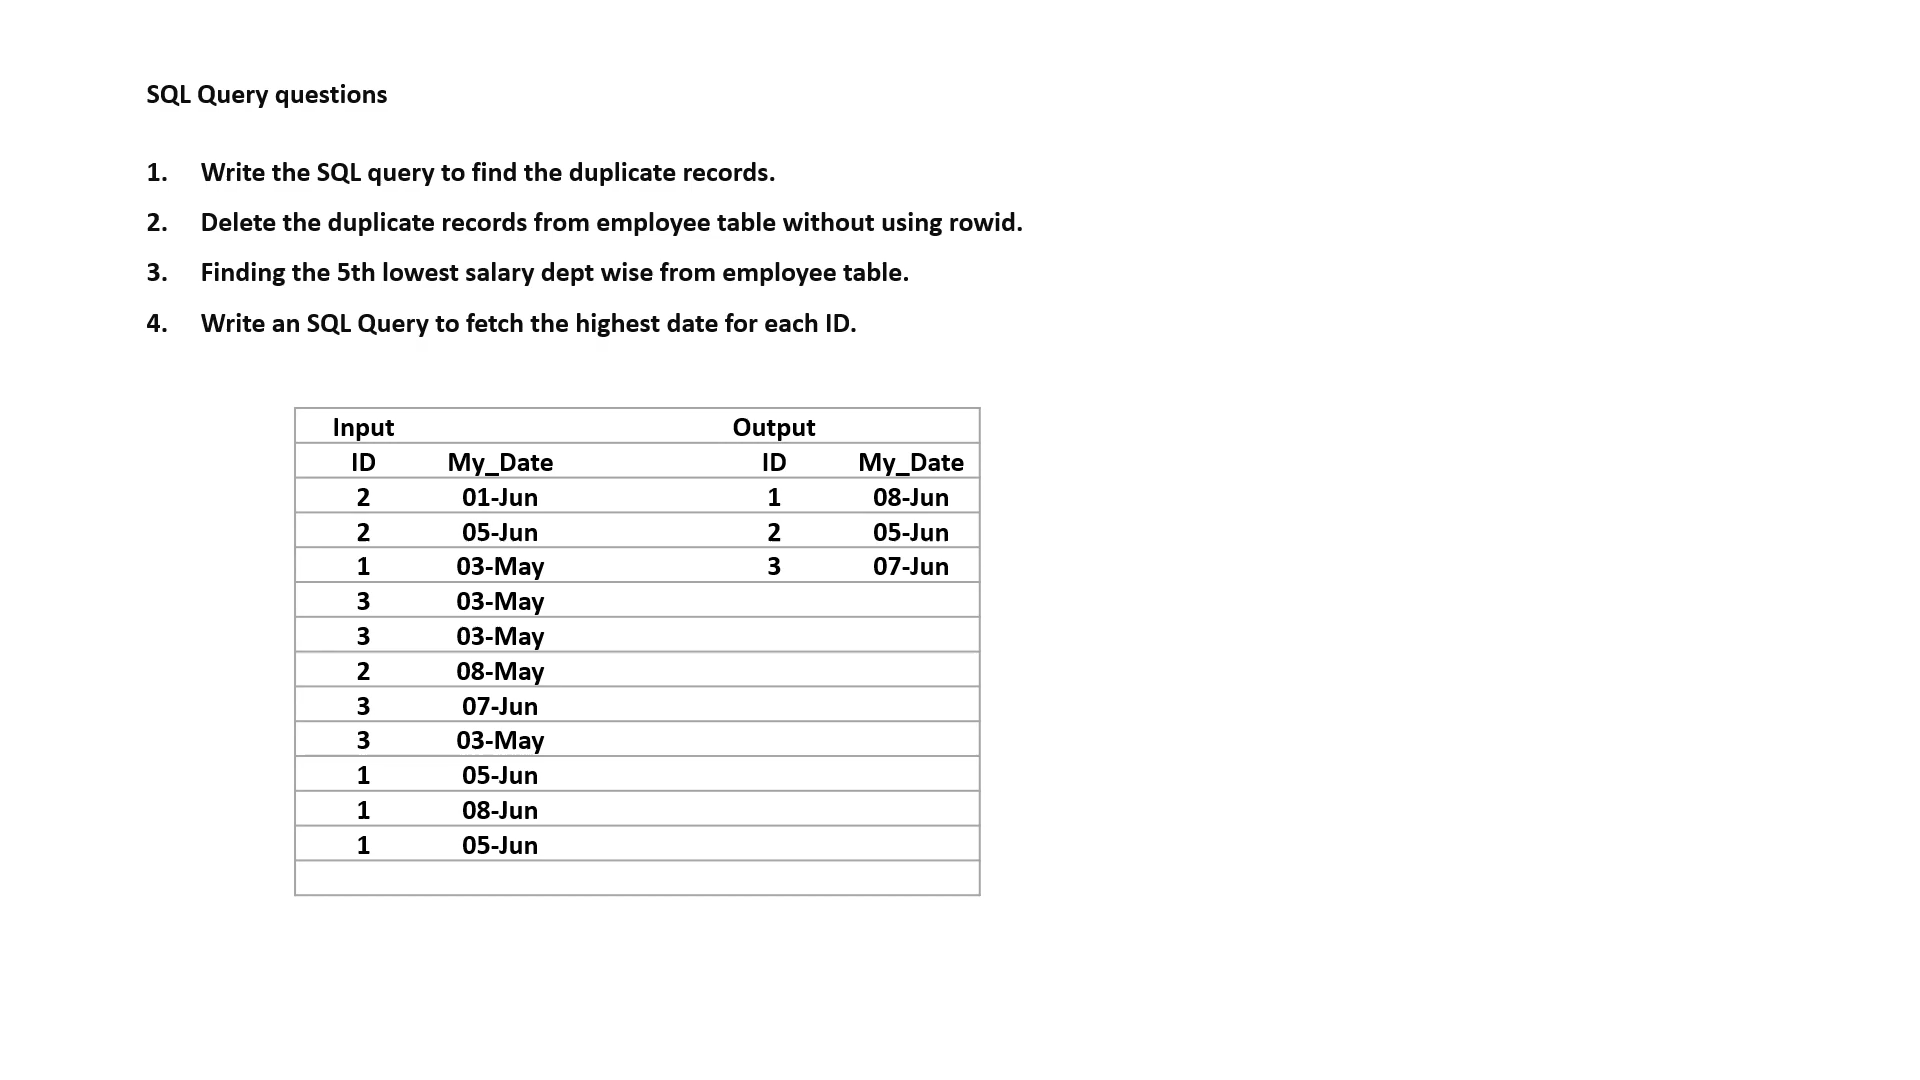 SQL Query questions
1. Write the SQL query to find the duplicate records.
2. Delete the duplicate records from employee table without using rowid.
3. Finding the 5th lowest salary dept wise from employee table.
4. Write an SQL Query to fetch the highest date for each ID.
Input Output
ID My_Date ID My_Date
2 01-Jun 1 08-Jun
2 05-Jun 2 05-Jun
1 03-May 3 07-Jun
3 03-May
3 03-May
2 08-May
3 07-Jun
3 03-May
1 05-Jun
1 08-Jun
1 05-Jun